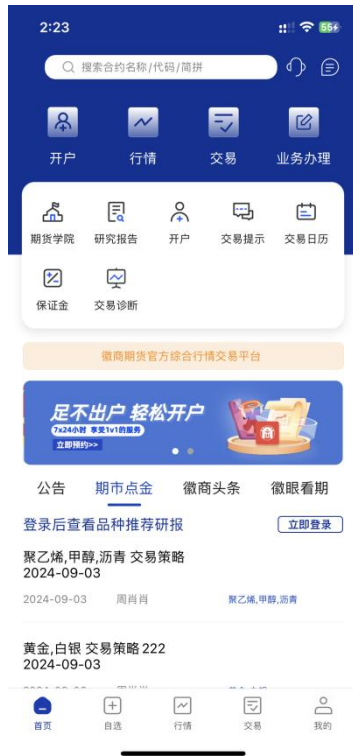 2:23
55
搜索合约名称/代码/简拼
开户 行情 交易 业务办理
期货学院 研究报告 开户 交易提示 交易日历
保证金 交易诊断
徽商期货官方综合行情交易平台
足不出户 轻松开户
7x24小时 享受1v1的服务
立即预约>>
公告 期市点金 徽商头条 徽眼看期
登录后查看品种推荐研报 立即登录
聚乙烯,甲醇,沥青 交易策略
2024-09-03
2024-09-03 周肖肖 聚乙烯,甲醇,沥青
黄金,白银 交易策略 222
2024-09-03
首页 自选 行情 交易 我的